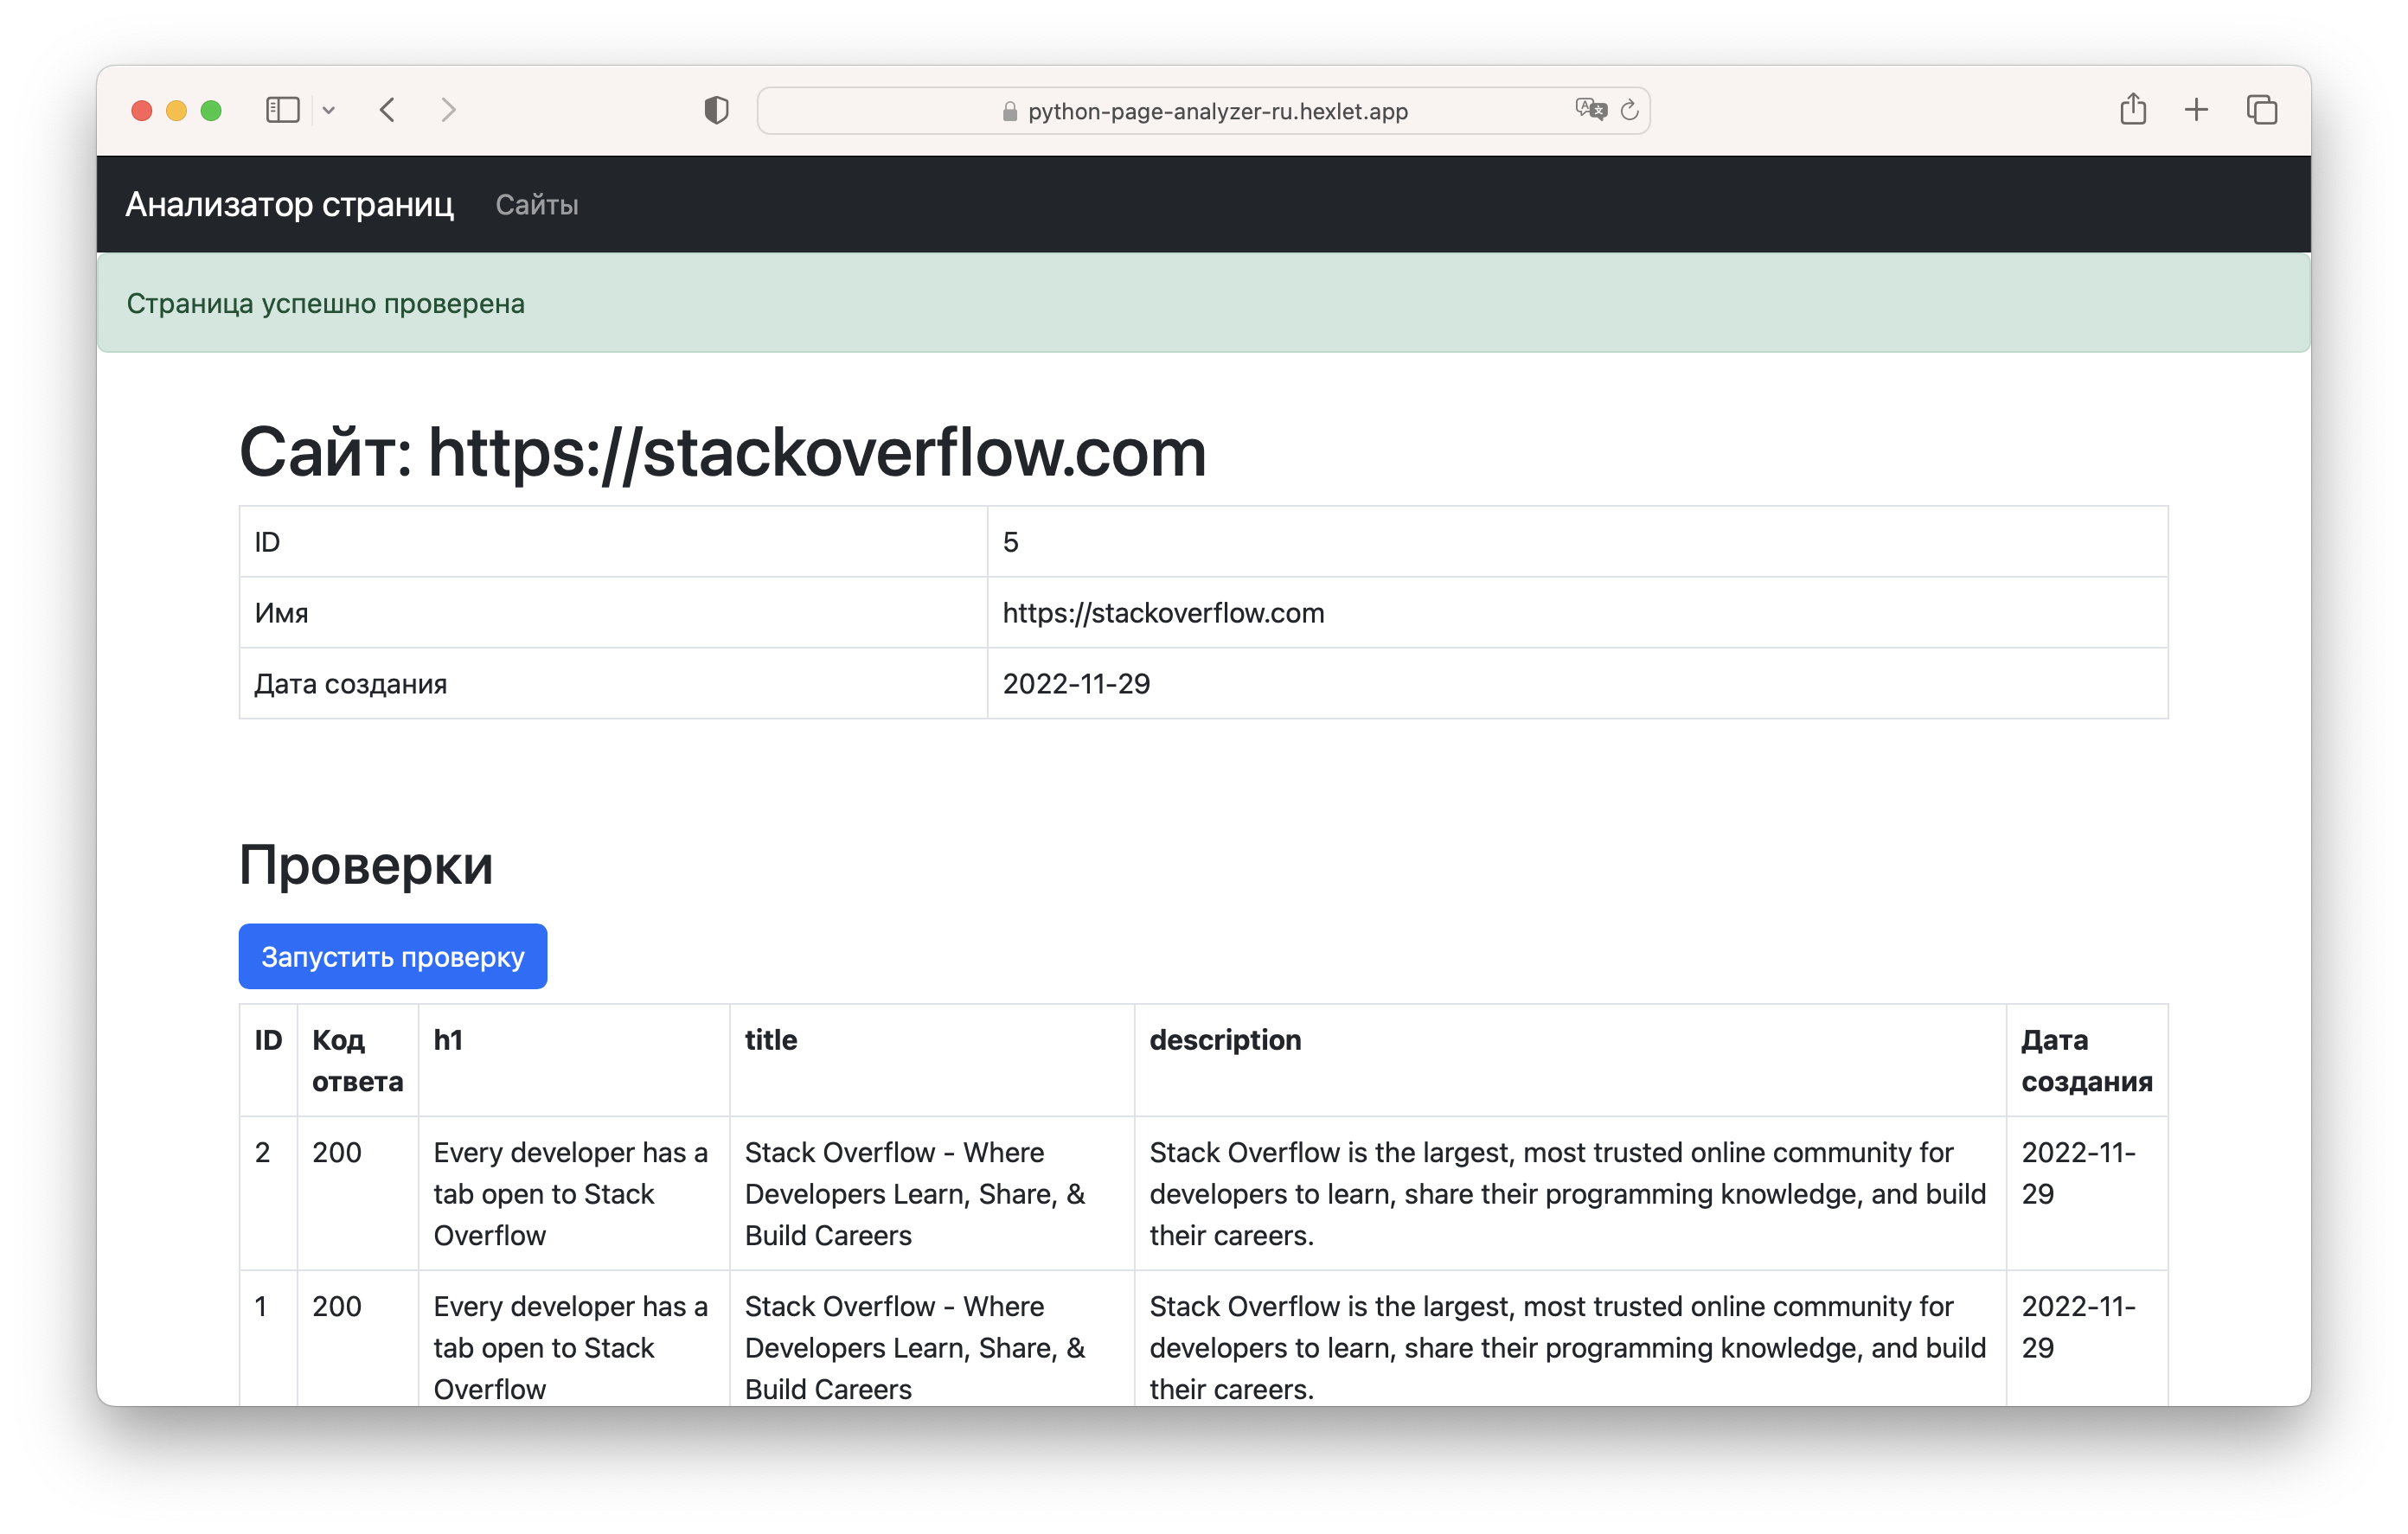 python-page-analyzer-ru.hexlet.app
Анализатор страниц Сайты
Страница успешно проверена
Сайт: https://stackoverflow.com
ID 5
Имя https://stackoverflow.com
Дата создания 2022-11-29
Проверки
Запустить проверку
ID Код ответа h1 title description Дата создания
2 200 Every developer has a tab open to Stack Overflow Stack Overflow - Where Developers Learn, Share, & Build Careers Stack Overflow is the largest, most trusted online community for developers to learn, share their programming knowledge, and build their careers. 2022-11-29
1 200 Every developer has a tab open to Stack Overflow Stack Overflow - Where Developers Learn, Share, & Build Careers Stack Overflow is the largest, most trusted online community for developers to learn, share their programming knowledge, and build their careers. 2022-11-29